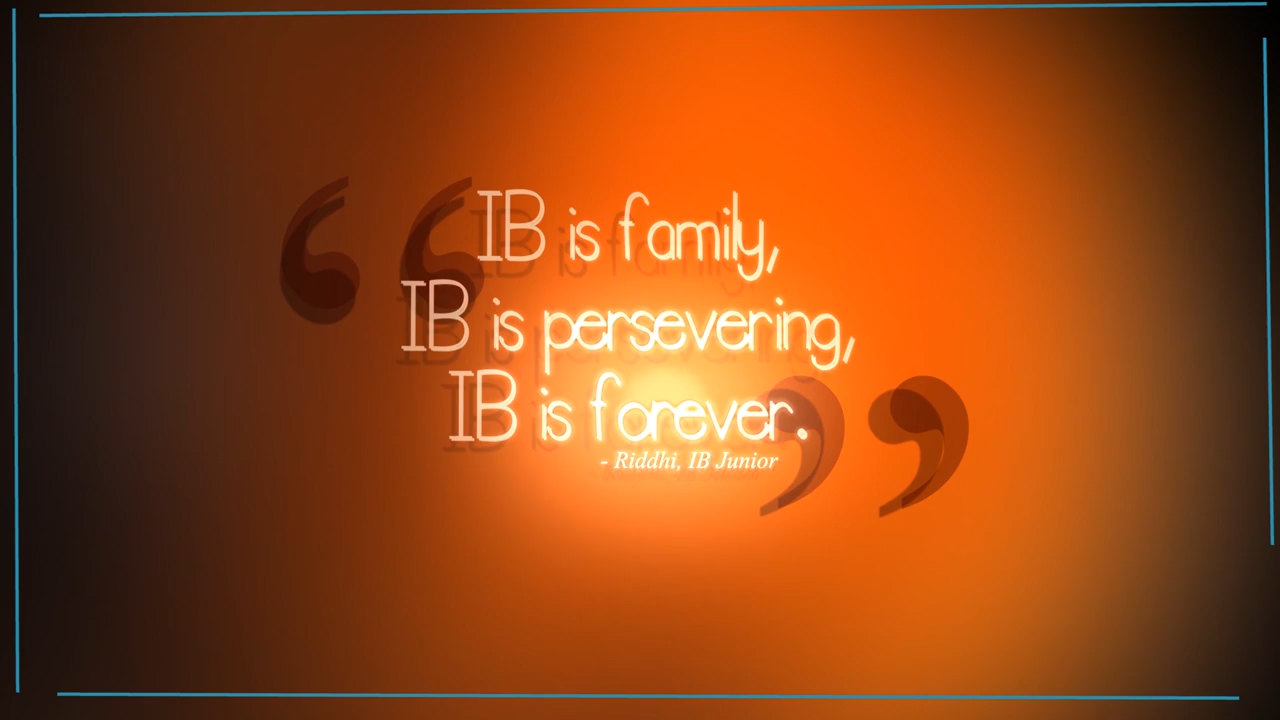 “IB is family,
IB is persevering,
IB is forever.”
- Riddhi, IB Junior